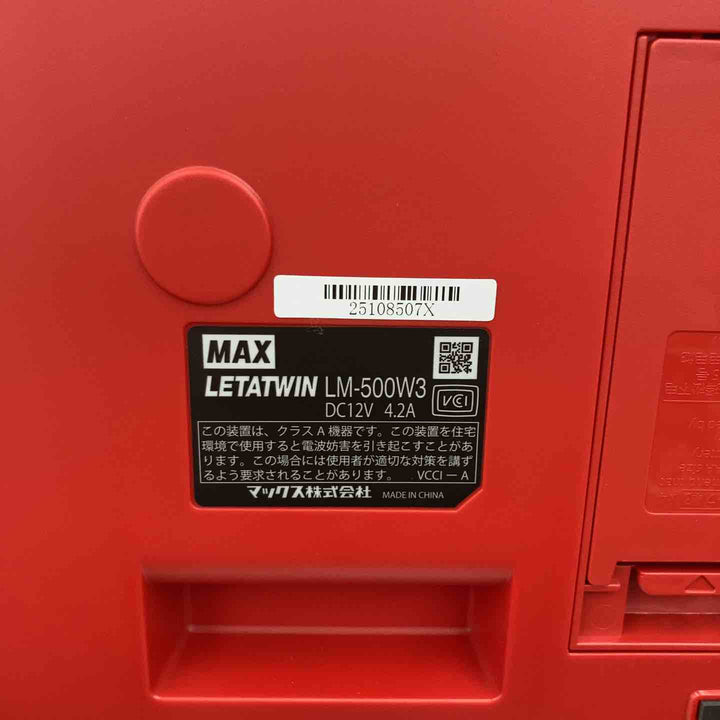 25108507X
MAX
LETATWIN LM-500W3
DC12V 4.2A
VCCI
この装置は、クラスA機器です。この装置を住宅
環境で使用すると電波妨害を引き起こすことがあ
ります。この場合には使用者が適切な対策を講ず
るよう要求されることがあります。 VCCI－A
マックス株式会社 MADE IN CHINA